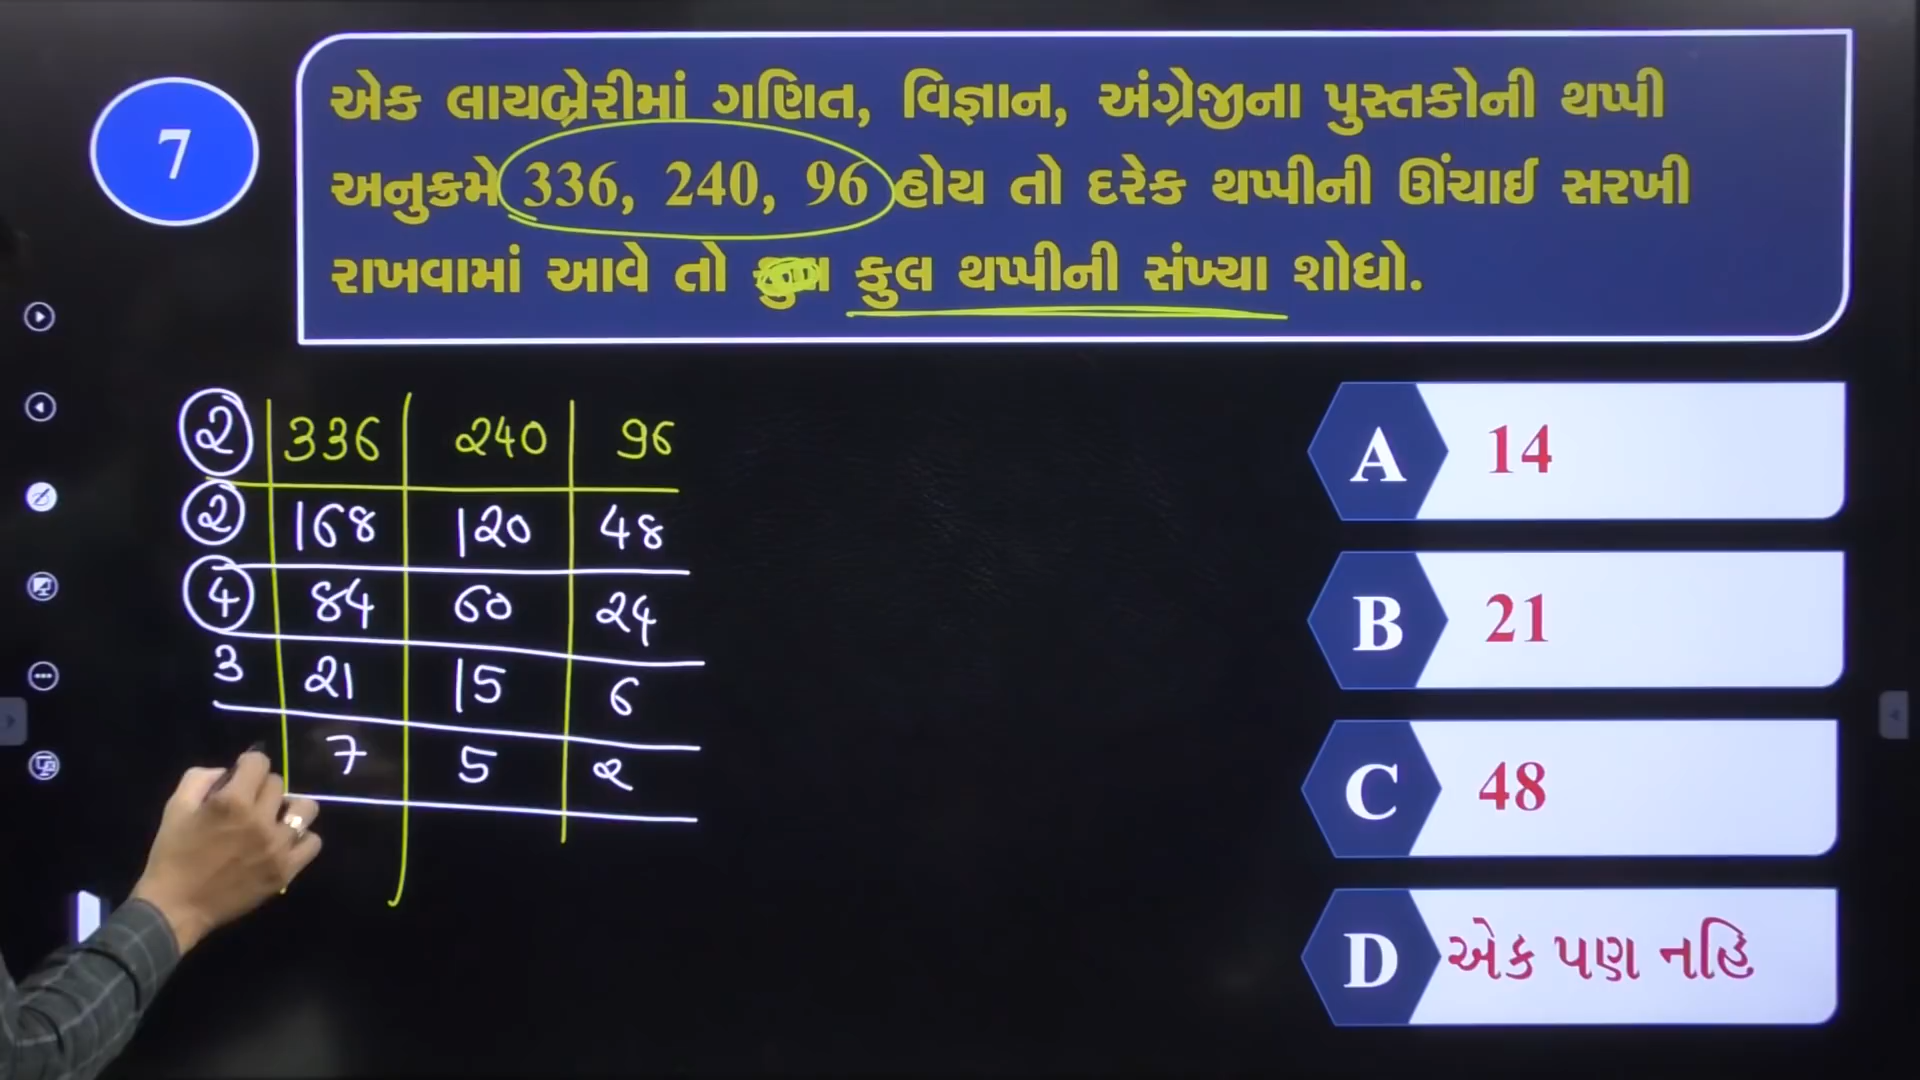 7
એક લાયબ્રેરીમાં ગણિત, વિજ્ઞાન, અંગ્રેજીના પુસ્તકોની થપ્પી
અનુક્રમે 336, 240, 96 હોય તો દરેક થપ્પીની ઊંચાઈ સરખી
રાખવામાં આવે તો કુલ થપ્પીની સંખ્યા શોધો.
2 336 240 96
2 168 120 48
4 84 60 24
3 21 15 6
7 5 2
A 14
B 21
C 48
D એક પણ નહિ